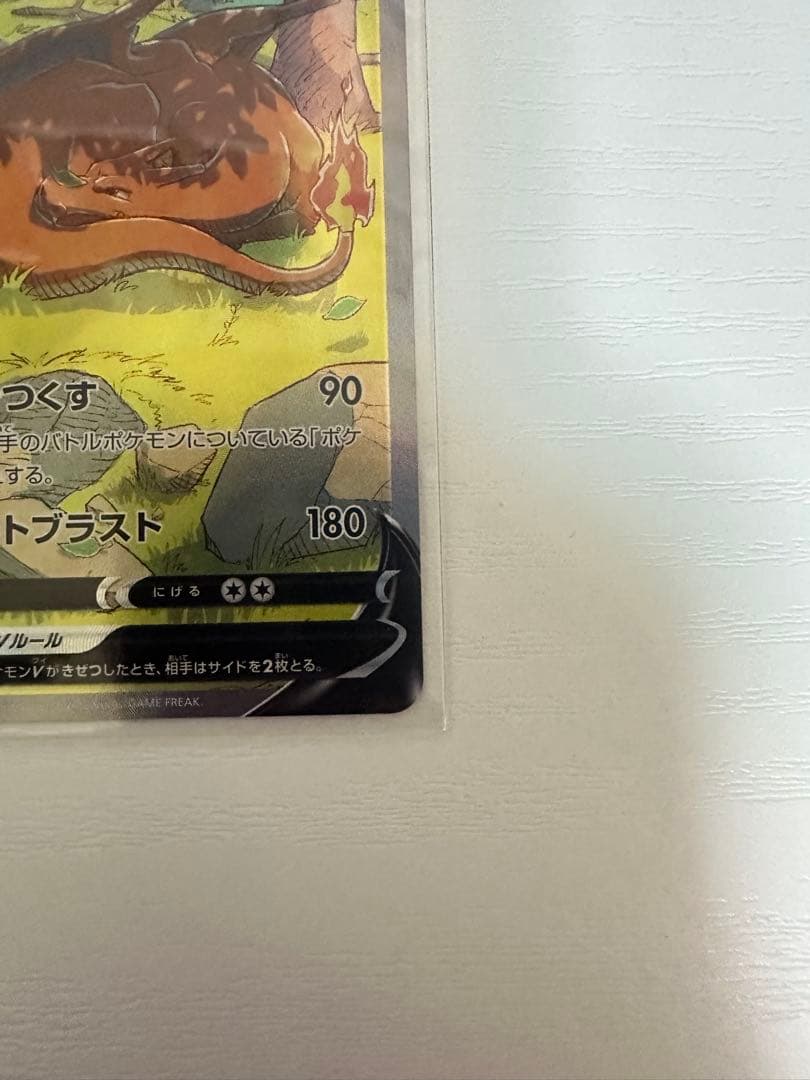 つくす 90
手のバトルポケモンについている「ポケ
する。
トブラスト 180
にげる
Vルール
モンVがきぜつしたとき、相手はサイドを2枚とる。
GAME FREAK.